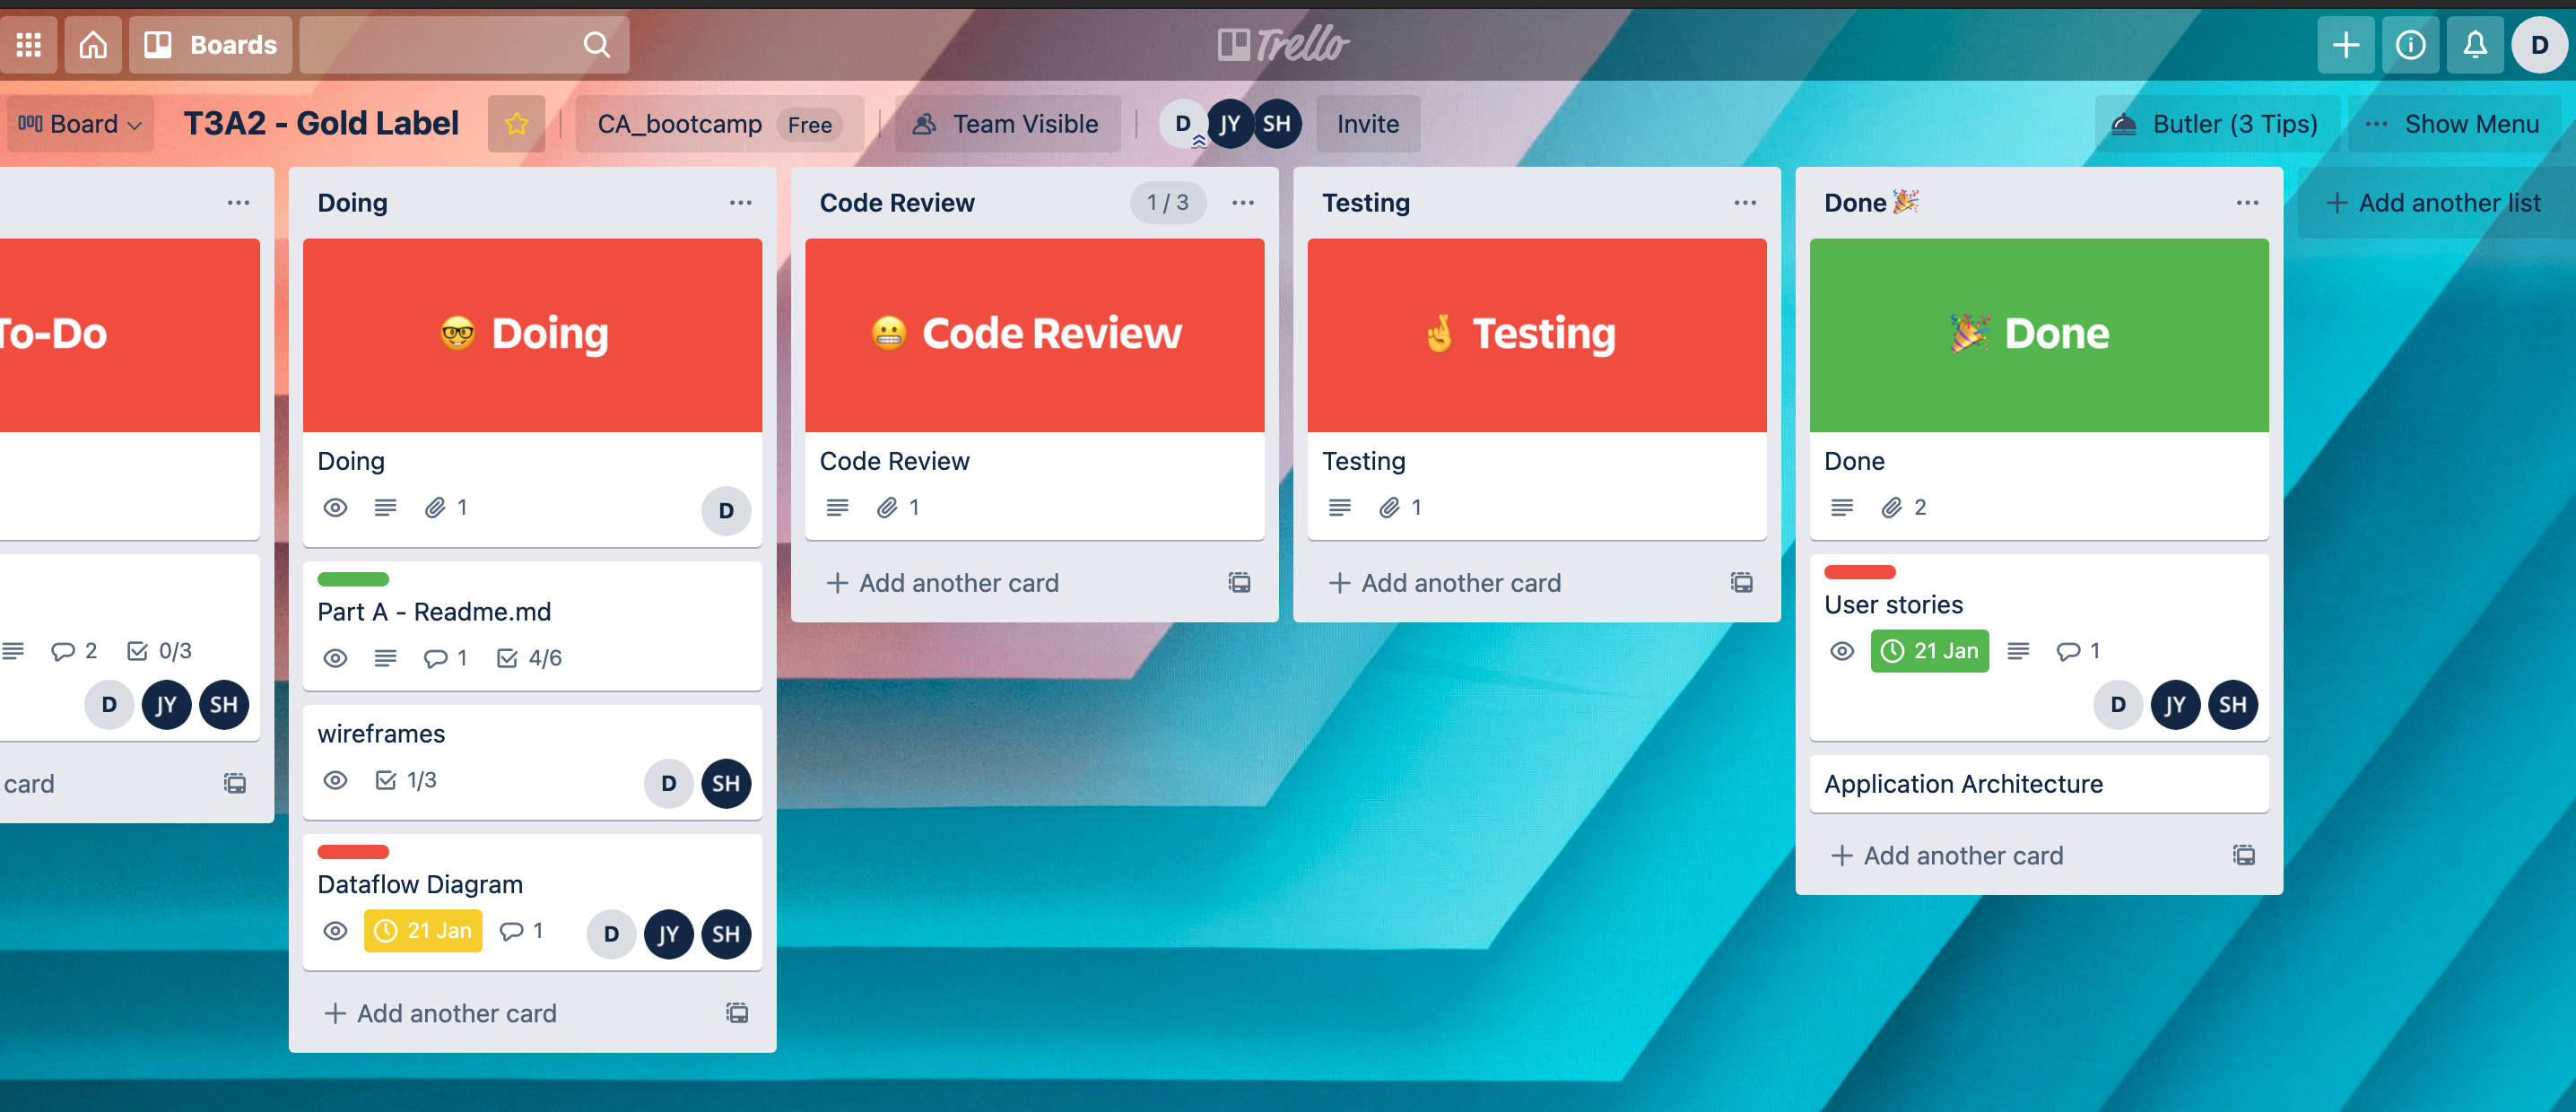 Boards
Trello
D
Board
T3A2 - Gold Label
CA_bootcamp Free
Team Visible
D JY SH
Invite
Butler (3 Tips)
... Show Menu
To-Do
2 0/3
D JY SH
card
Doing
🤓 Doing
Doing
1
D
Part A - Readme.md
1 4/6
wireframes
1/3
D SH
Dataflow Diagram
21 Jan 1
D JY SH
+ Add another card
Code Review 1 / 3
😬 Code Review
Code Review
1
+ Add another card
Testing
🤞 Testing
Testing
1
+ Add another card
Done🎉
🎉 Done
Done
2
User stories
21 Jan 1
D JY SH
Application Architecture
+ Add another card
+ Add another list